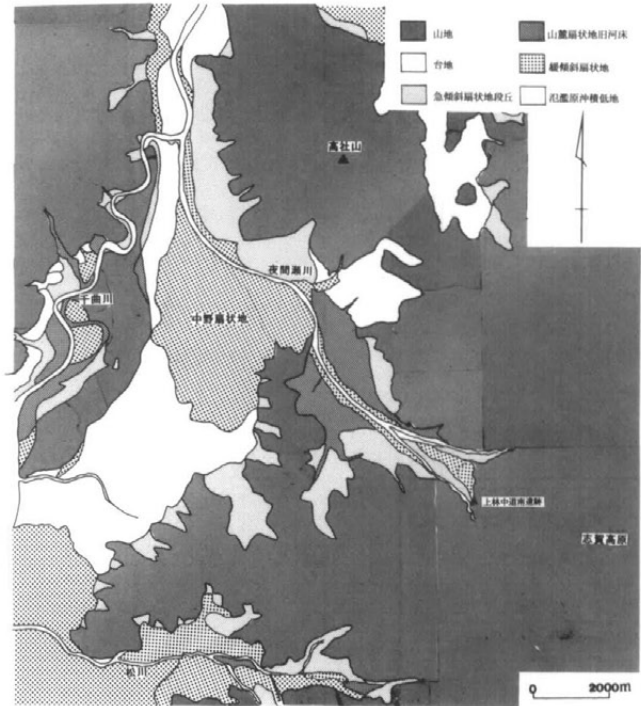 山地
山麓扇状地旧河床
台地
緩傾斜扇状地
急傾斜扇状地段丘
氾濫原沖積低地
高社山
夜間瀬川
千曲川
中野扇状地
上林中道南遺跡
志賀高原
松川
0 2000m